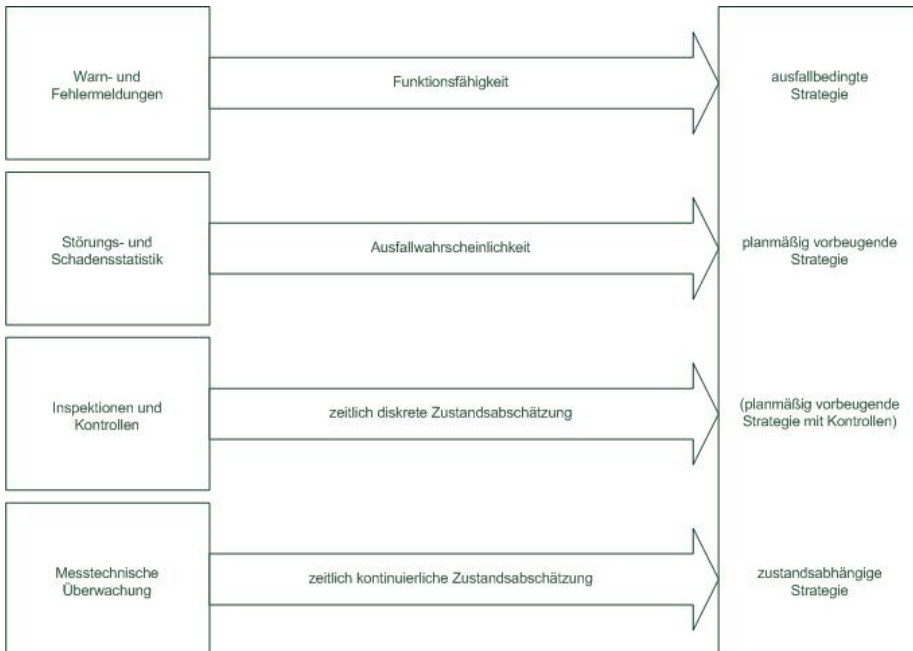 Warn- und
Fehlermeldungen
Funktionsfähigkeit
ausfallbedingte
Strategie
Störungs- und
Schadensstatistik
Ausfallwahrscheinlichkeit
planmäßig vorbeugende
Strategie
Inspektionen und
Kontrollen
zeitlich diskrete Zustandsabschätzung
(planmäßig vorbeugende
Strategie mit Kontrollen)
Messtechnische
Überwachung
zeitlich kontinuierliche Zustandsabschätzung
zustandsabhängige
Strategie